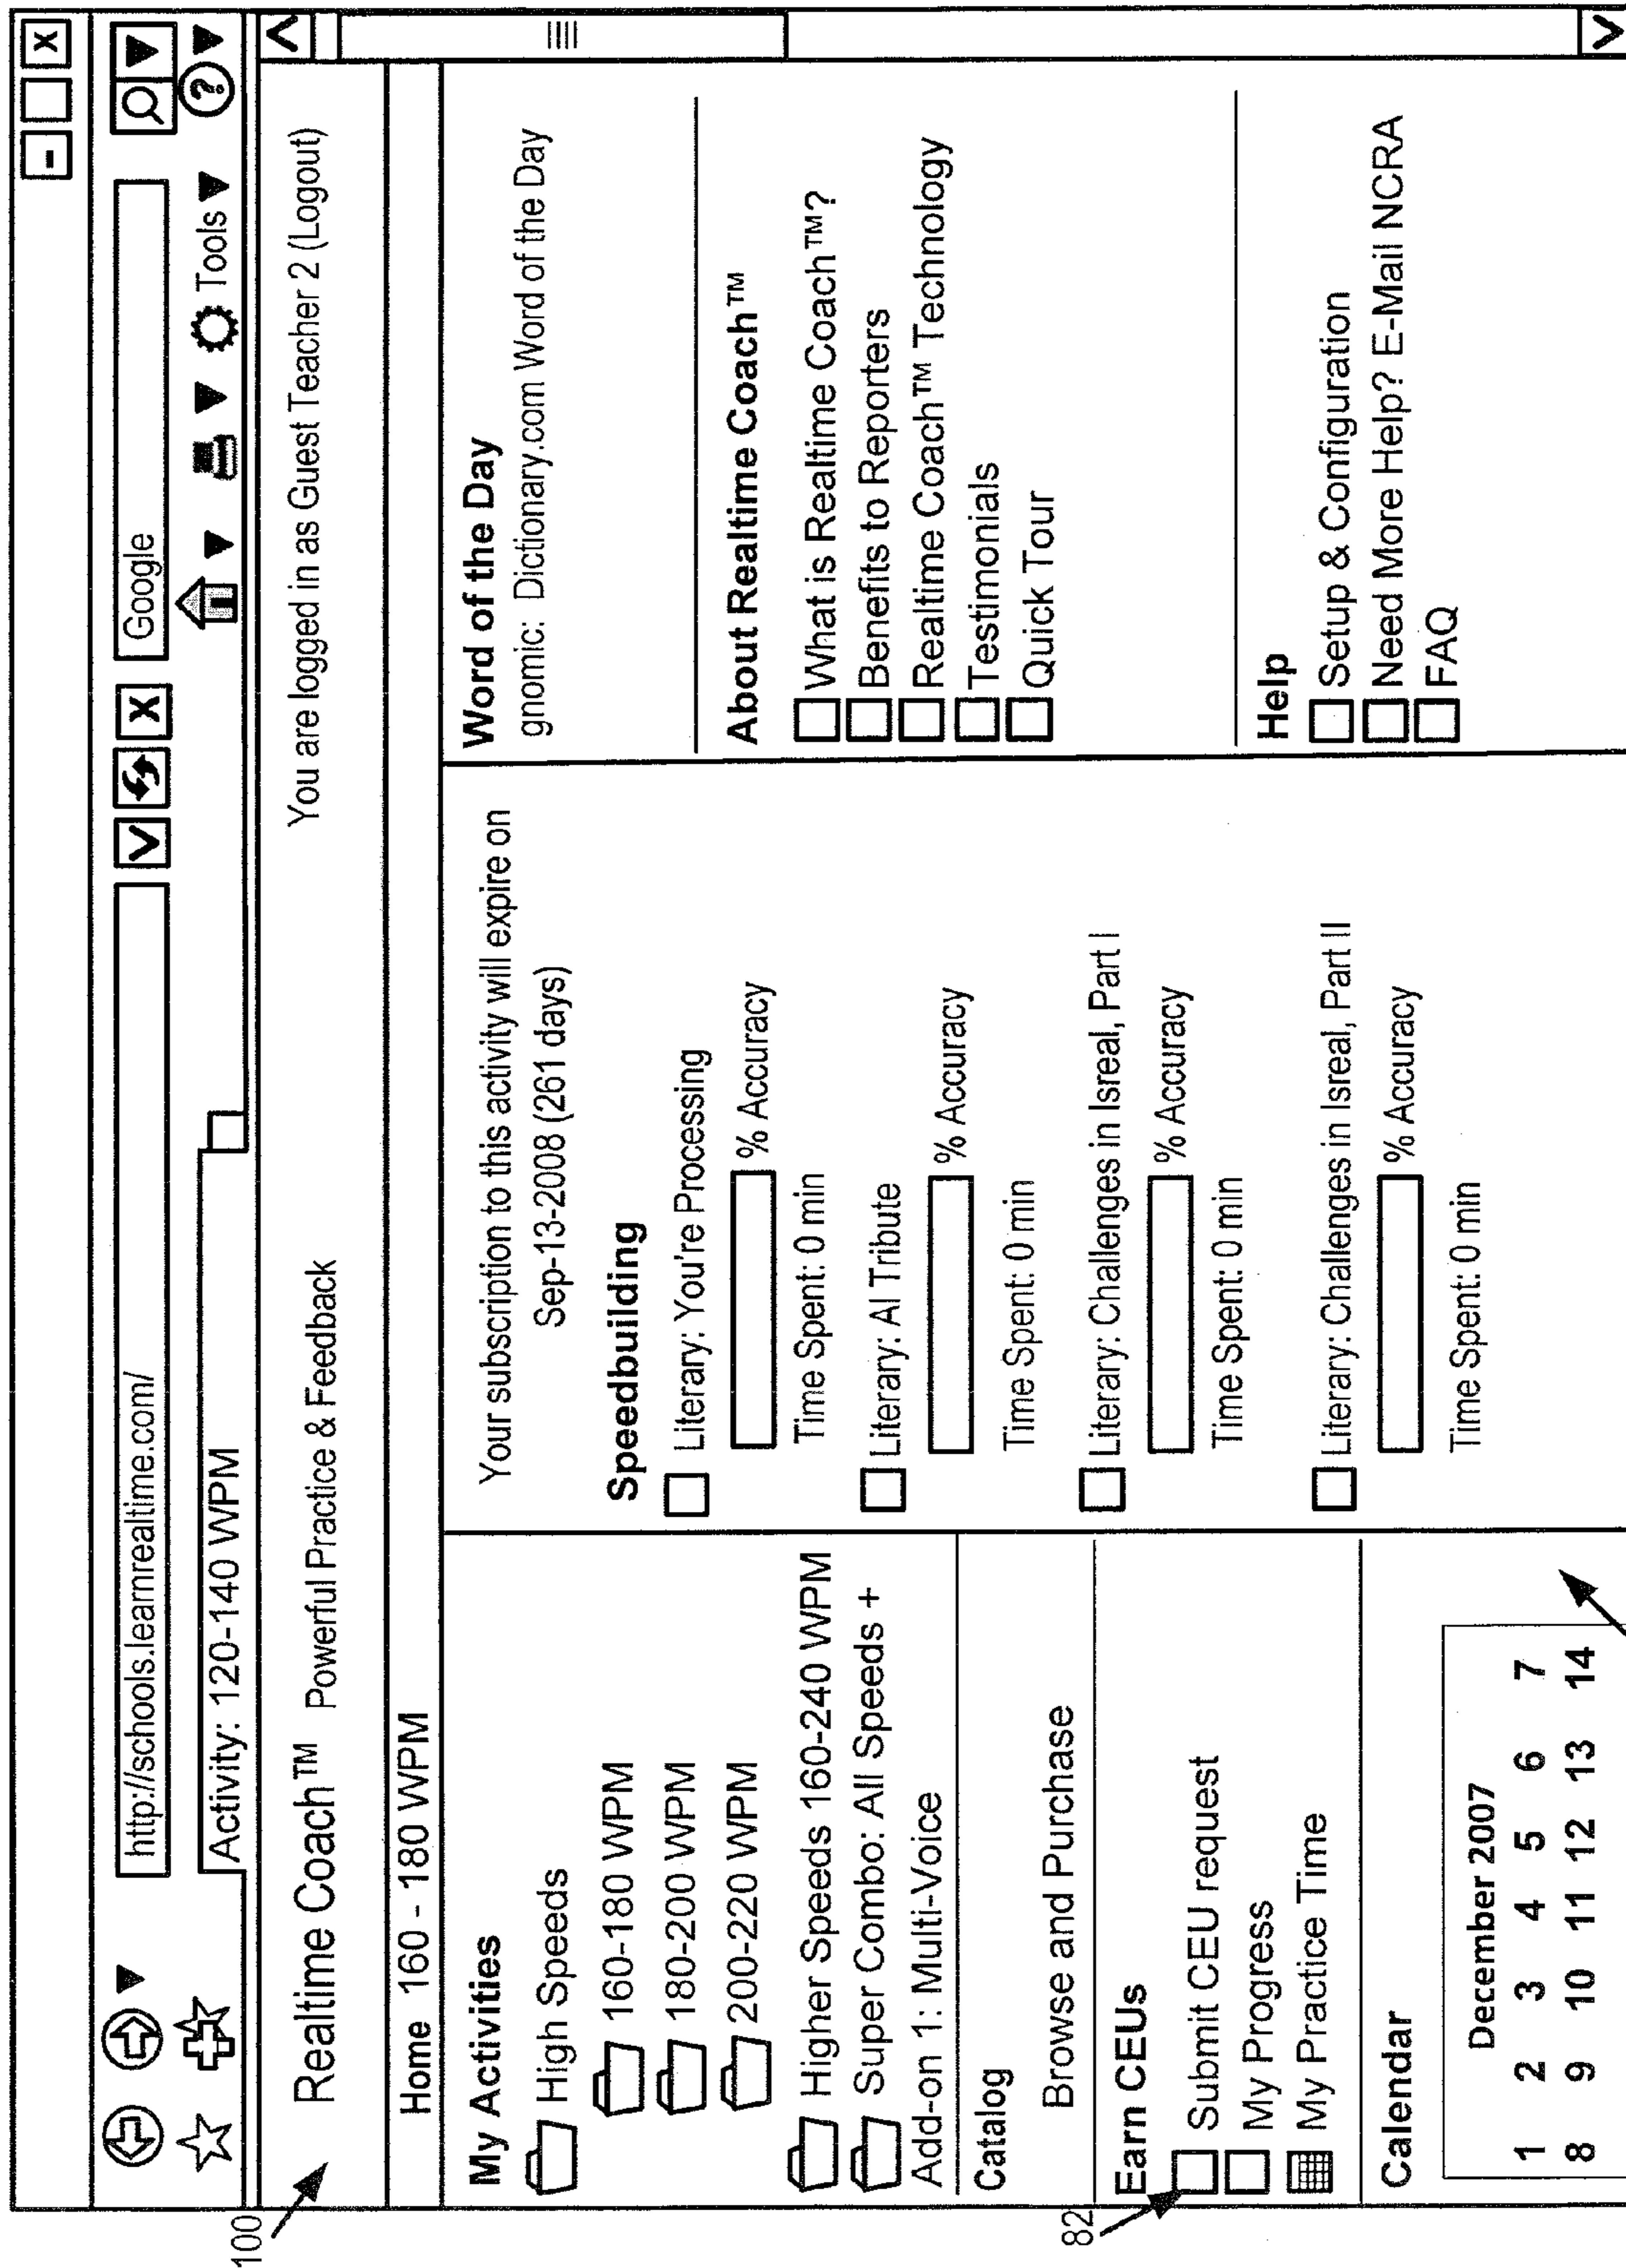 -
X
http://schools.learnrealtime.com/
X
Google
Activity: 120-140 WPM
Tools
?
100
Realtime Coach™ Powerful Practice & Feedback
You are logged in as Guest Teacher 2 (Logout)
Home 160 - 180 WPM
My Activities
High Speeds
160-180 WPM
180-200 WPM
200-220 WPM
Higher Speeds 160-240 WPM
Super Combo: All Speeds +
Add-on 1: Multi-Voice
Catalog
Browse and Purchase
82
Earn CEUs
Submit CEU request
My Progress
My Practice Time
Calendar
December 2007
1 2 3 4 5 6 7
8 9 10 11 12 13 14
Your subscription to this activity will expire on
Sep-13-2008 (261 days)
Speedbuilding
Literary: You're Processing
% Accuracy
Time Spent: 0 min
Literary: Al Tribute
% Accuracy
Time Spent: 0 min
Literary: Challenges in Isreal, Part I
% Accuracy
Time Spent: 0 min
Literary: Challenges in Isreal, Part II
% Accuracy
Time Spent: 0 min
Word of the Day
gnomic: Dictionary.com Word of the Day
About Realtime Coach™
What is Realtime Coach™?
Benefits to Reporters
Realtime Coach™ Technology
Testimonials
Quick Tour
Help
Setup & Configuration
Need More Help? E-Mail NCRA
FAQ